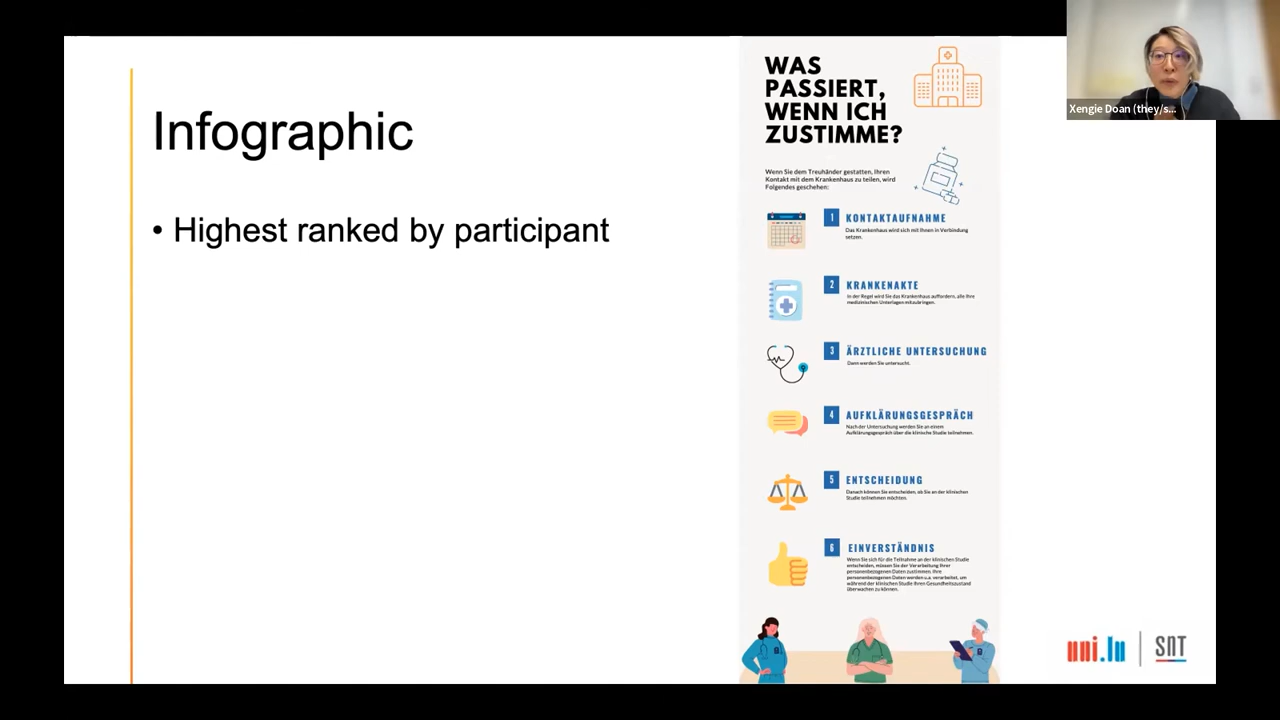 Infographic
• Highest ranked by participant
WAS
PASSIERT,
WENN ICH
ZUSTIMME?
Wenn Sie dem Treuhänder gestatten, Ihren
Kontakt mit dem Krankenhaus zu teilen, wird
Folgendes geschehen:
1 KONTAKTAUFNAHME
Das Krankenhaus wird sich mit Ihnen in Verbindung
setzen.
2 KRANKENAKTE
In der Regel wird Sie das Krankenhaus auffordern, alle Ihre
medizinischen Unterlagen mitzubringen.
3 ÄRZTLICHE UNTERSUCHUNG
Dann werden Sie untersucht.
4 AUFKLÄRUNGSGESPRÄCH
Nach der Untersuchung werden Sie an einem
Aufklärungsgespräch über die klinische Studie teilnehmen.
5 ENTSCHEIDUNG
Danach können Sie entscheiden, ob Sie an der klinischen
Studie teilnehmen möchten.
6 EINVERSTÄNDNIS
Wenn Sie sich für die Teilnahme an der klinischen Studie
entscheiden, müssen Sie der Verarbeitung Ihrer
personenbezogenen Daten zustimmen. Ihre
personenbezogenen Daten werden u.a. verarbeitet, um
während der klinischen Studie Ihren Gesundheitszustand
überwachen zu können.
Xengie Doan (they/s...
uni.lu | SNT